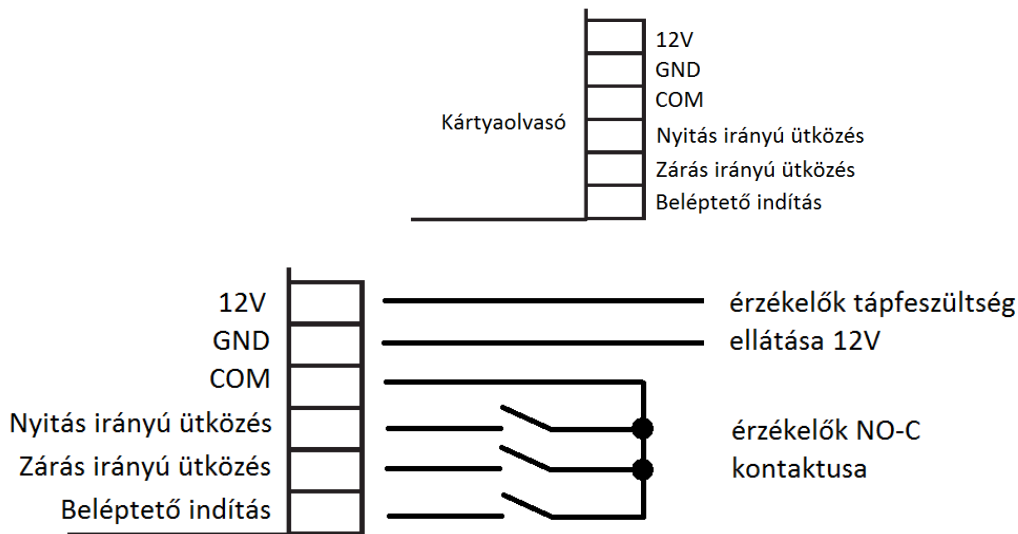 12V
GND
COM
Kártyaolvasó
Nyitás irányú ütközés
Zárás irányú ütközés
Beléptető indítás
12V
érzékelők tápfeszültség
GND
ellátása 12V
COM
Nyitás irányú ütközés
érzékelők NO-C
Zárás irányú ütközés
kontaktusa
Beléptető indítás